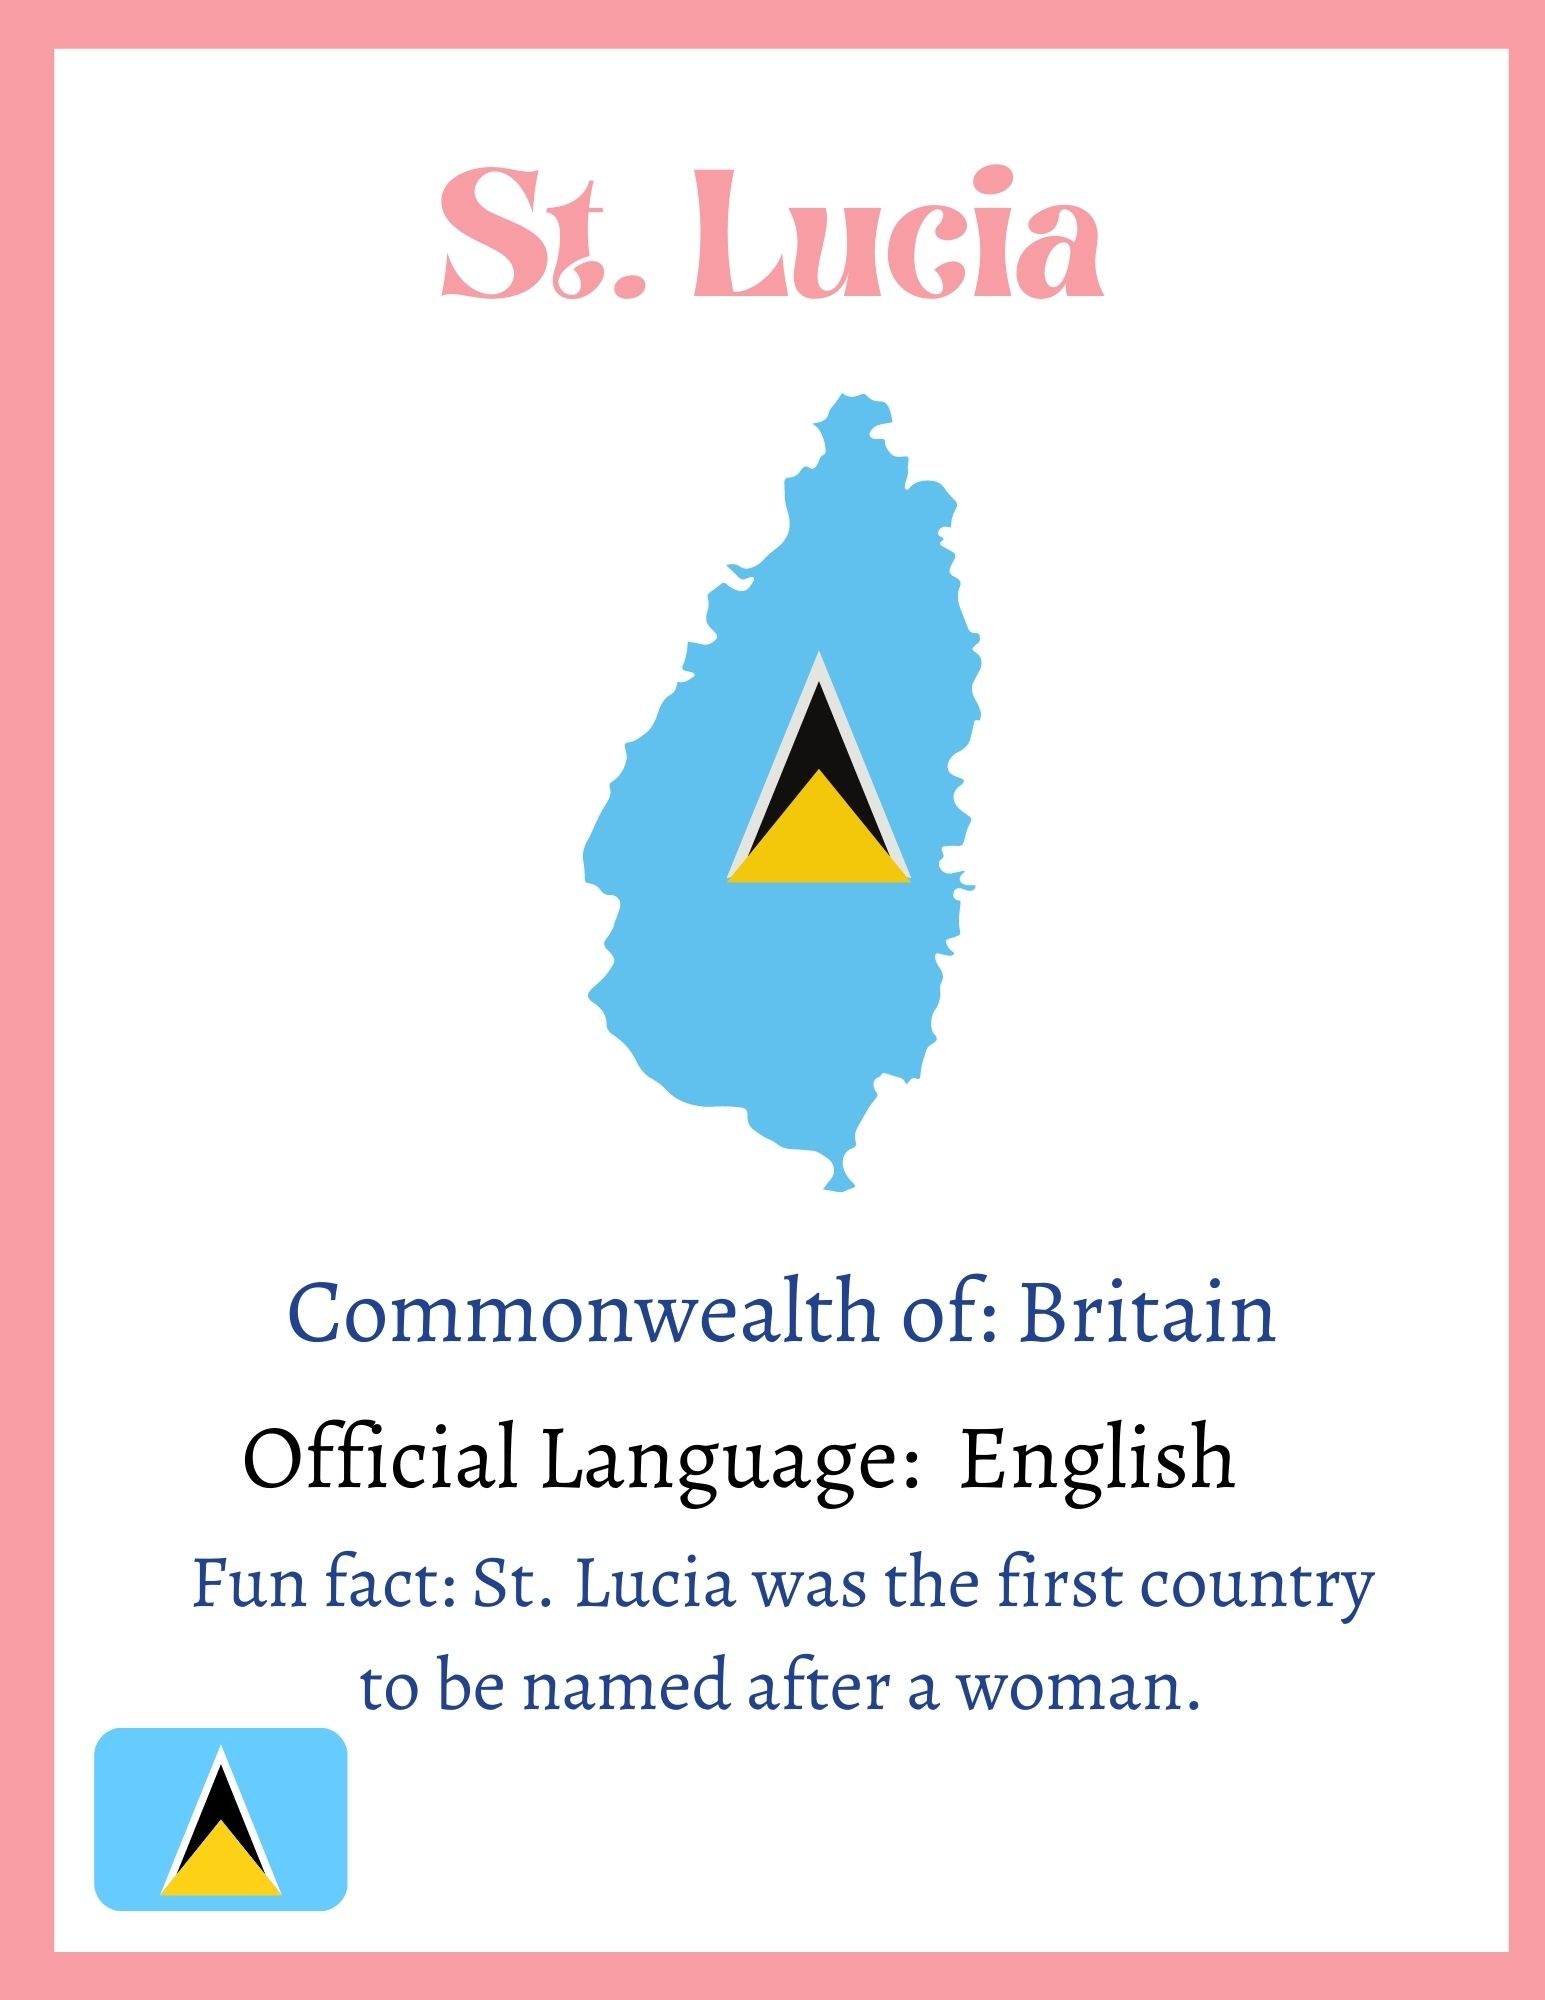 St. Lucia
Commonwealth of: Britain
Official Language:  English
Fun fact: St. Lucia was the first country
to be named after a woman.